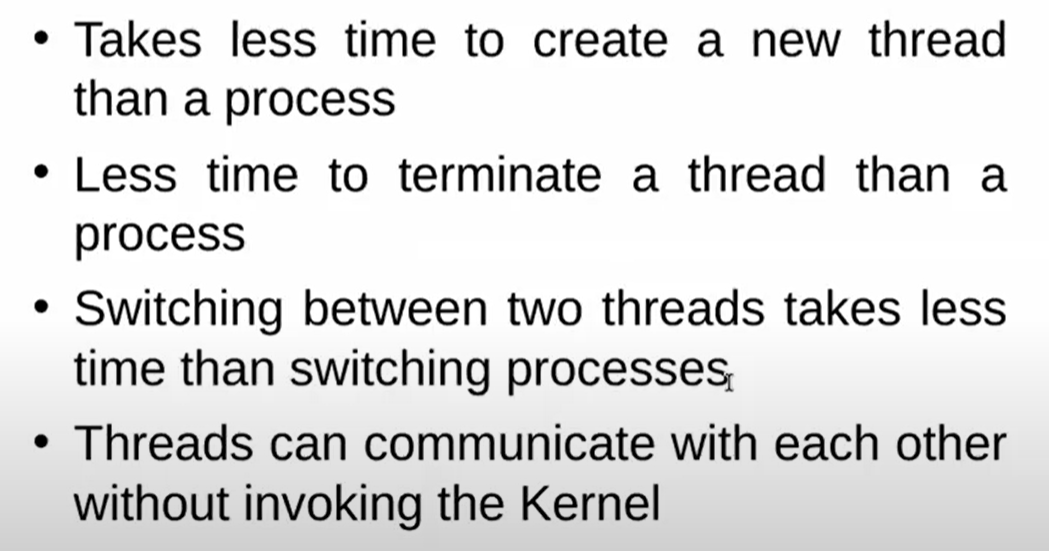 • Takes less time to create a new thread
than a process
• Less time to terminate a thread than a
process
• Switching between two threads takes less
time than switching processes
• Threads can communicate with each other
without invoking the Kernel